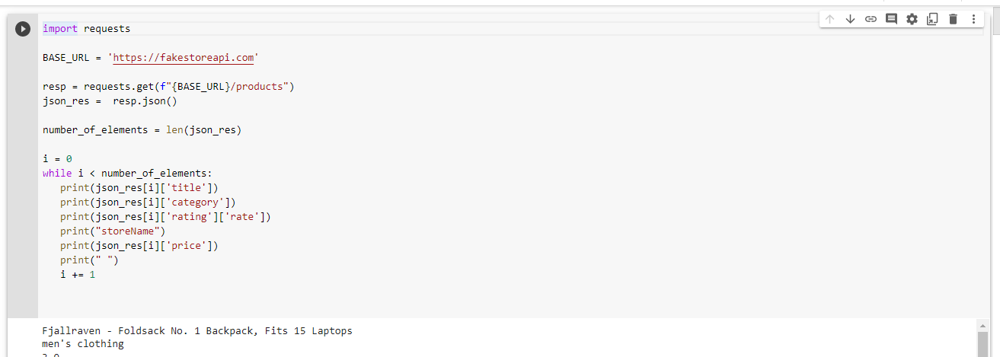 import requests
BASE_URL = 'https://fakestoreapi.com'
resp = requests.get(f"{BASE_URL}/products")
json_res =  resp.json()
number_of_elements = len(json_res)
i = 0
while i < number_of_elements:
   print(json_res[i]['title'])
   print(json_res[i]['category'])
   print(json_res[i]['rating']['rate'])
   print("storeName")
   print(json_res[i]['price'])
   print(" ")
   i += 1
Fjallraven - Foldsack No. 1 Backpack, Fits 15 Laptops
men's clothing